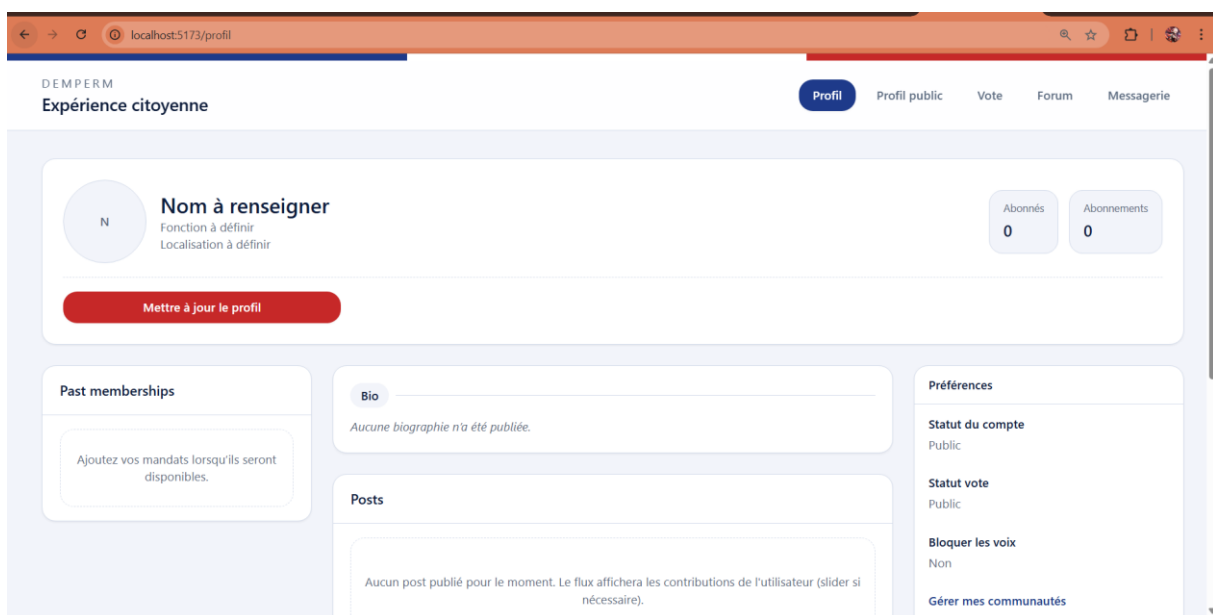 localhost:5173/profil
DEMPERM
Expérience citoyenne
Profil
Profil public
Vote
Forum
Messagerie
N
Nom à renseigner
Fonction à définir
Localisation à définir
Abonnés
0
Abonnements
0
Mettre à jour le profil
Past memberships
Ajoutez vos mandats lorsqu'ils seront
disponibles.
Bio
Aucune biographie n'a été publiée.
Posts
Aucun post publié pour le moment. Le flux affichera les contributions de l'utilisateur (slider si
nécessaire).
Préférences
Statut du compte
Public
Statut vote
Public
Bloquer les voix
Non
Gérer mes communautés